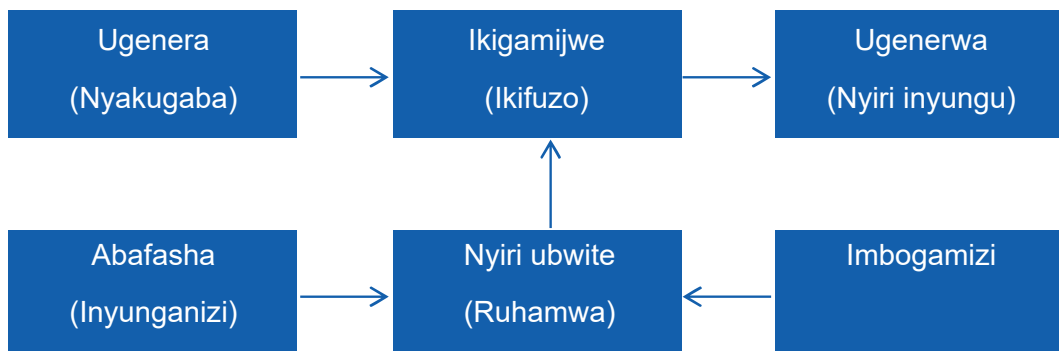 Ugenera
(Nyakugaba)
Ikigamijwe
(Ikifuzo)
Ugenerwa
(Nyiri inyungu)
Abafasha
(Inyunganizi)
Nyiri ubwite
(Ruhamwa)
Imbogamizi